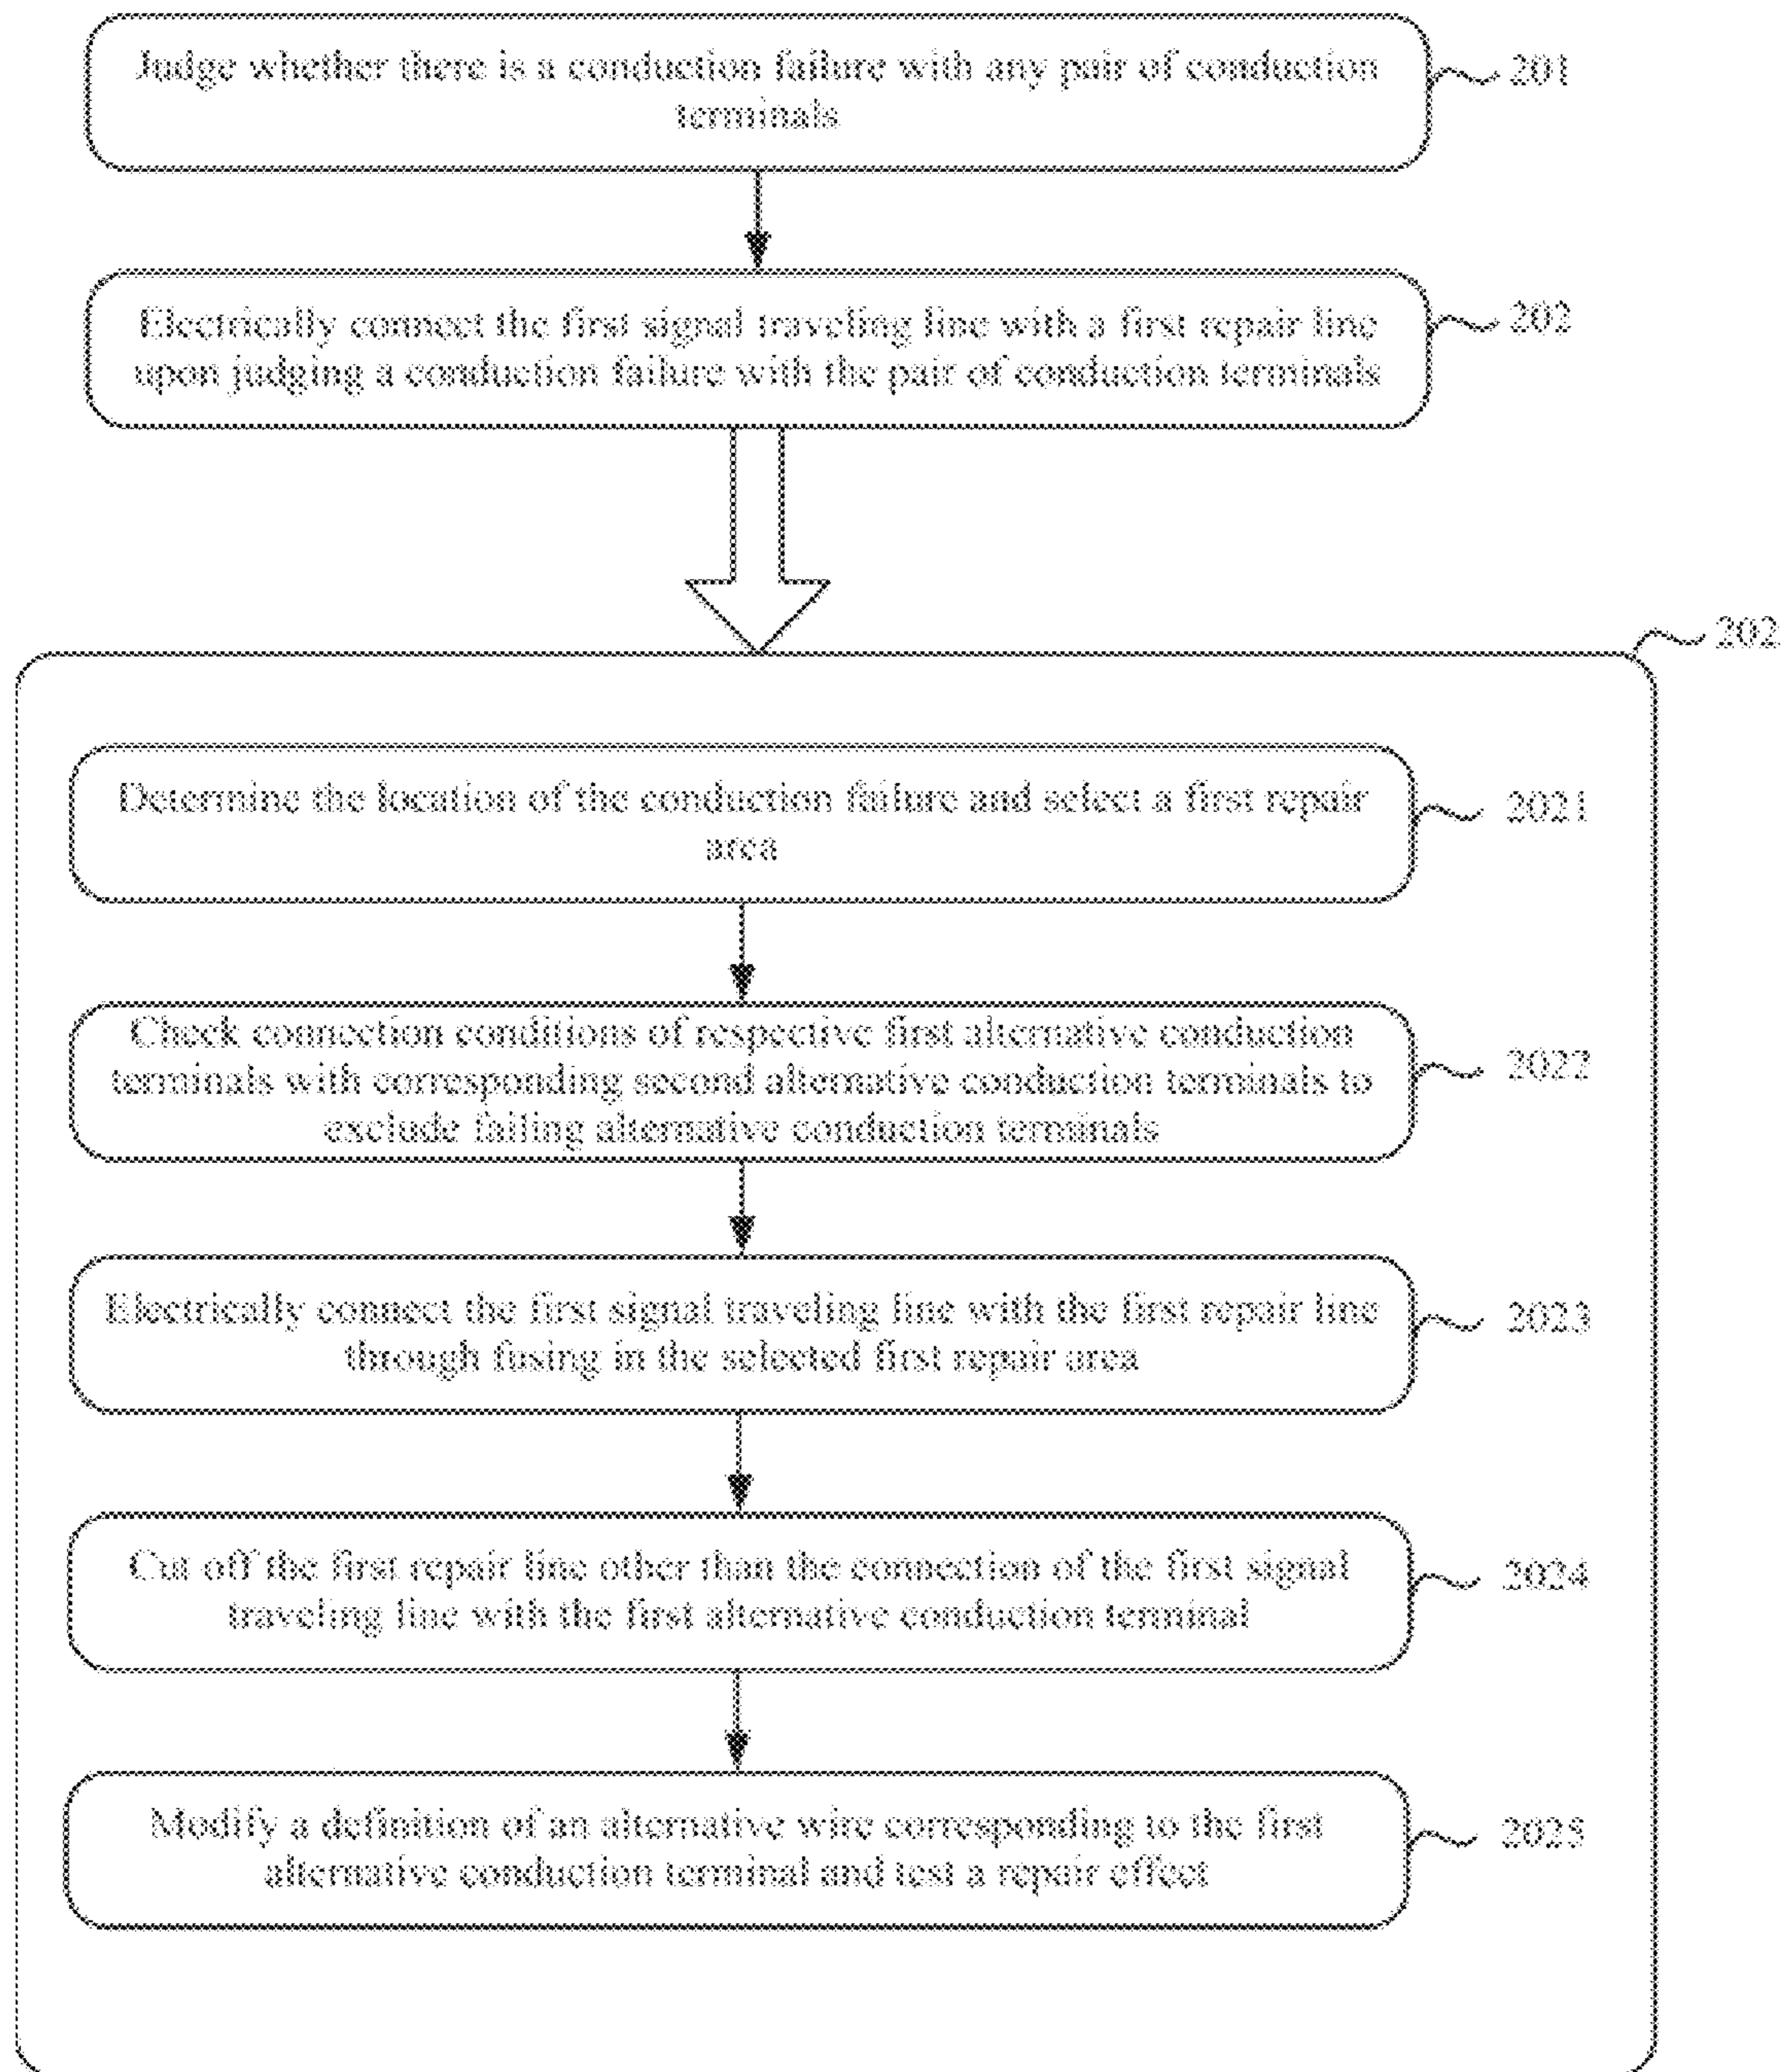 Judge whether there is a conduction failure with any pair of conduction
terminals
201
Electrically connect the first signal traveling line with a first repair line
upon judging a conduction failure with the pair of conduction terminals
202
202
Determine the location of the conduction failure and select a first repair
area
2021
Check connection conditions of respective first alternative conduction
terminals with corresponding second alternative conduction terminals to
exclude failing alternative conduction terminals
2022
Electrically connect the first signal traveling line with the first repair line
through fusing in the selected first repair area
2023
Cut off the first repair line other than the connection of the first signal
traveling line with the first alternative conduction terminal
2024
Modify a definition of an alternative wire corresponding to the first
alternative conduction terminal and test a repair effect
2025